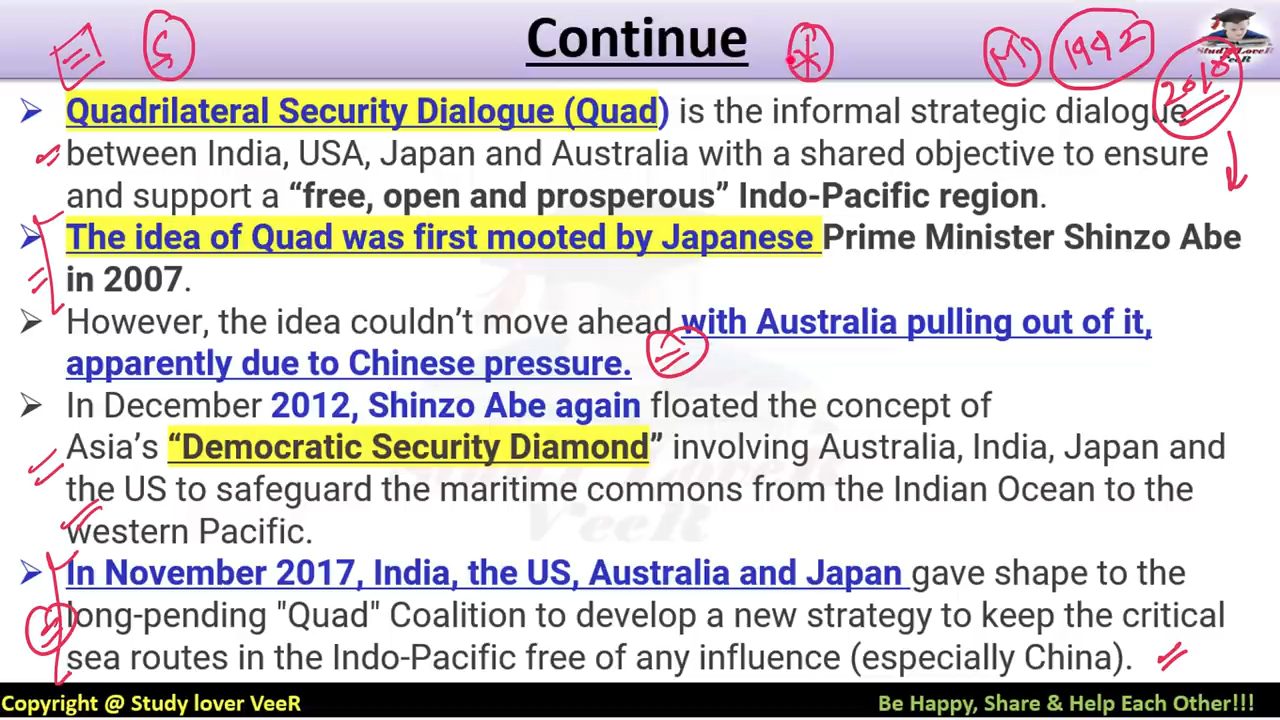 Continue
M
1992
2018
Study LoveR
VeeR
Quadrilateral Security Dialogue (Quad) is the informal strategic dialogue
between India, USA, Japan and Australia with a shared objective to ensure
and support a “free, open and prosperous” Indo-Pacific region.
The idea of Quad was first mooted by Japanese Prime Minister Shinzo Abe
in 2007.
However, the idea couldn’t move ahead with Australia pulling out of it,
apparently due to Chinese pressure.
In December 2012, Shinzo Abe again floated the concept of
Asia’s “Democratic Security Diamond” involving Australia, India, Japan and
the US to safeguard the maritime commons from the Indian Ocean to the
western Pacific.
In November 2017, India, the US, Australia and Japan gave shape to the
long-pending "Quad" Coalition to develop a new strategy to keep the critical
sea routes in the Indo-Pacific free of any influence (especially China).
Study LoveR
VeeR
Copyright @ Study lover VeeR
Be Happy, Share & Help Each Other!!!